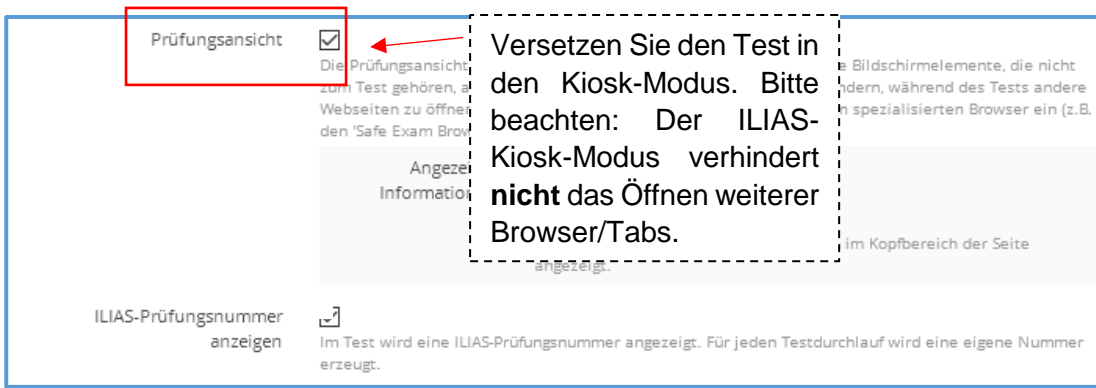 Prüfungsansicht
Versetzen Sie den Test in
den Kiosk-Modus. Bitte
beachten: Der ILIAS-
Kiosk-Modus verhindert
nicht das Öffnen weiterer
Browser/Tabs.
Die Prüfungsansicht e Bildschirmelemente, die nicht
zum Test gehören, a ndern, während des Tests andere
Webseiten zu öffne n spezialisierten Browser ein (z.B.
den 'Safe Exam Brow
Angezei
Information
im Kopfbereich der Seite
angezeigt.
ILIAS-Prüfungsnummer
anzeigen
Im Test wird eine ILIAS-Prüfungsnummer angezeigt. Für jeden Testdurchlauf wird eine eigene Nummer
erzeugt.